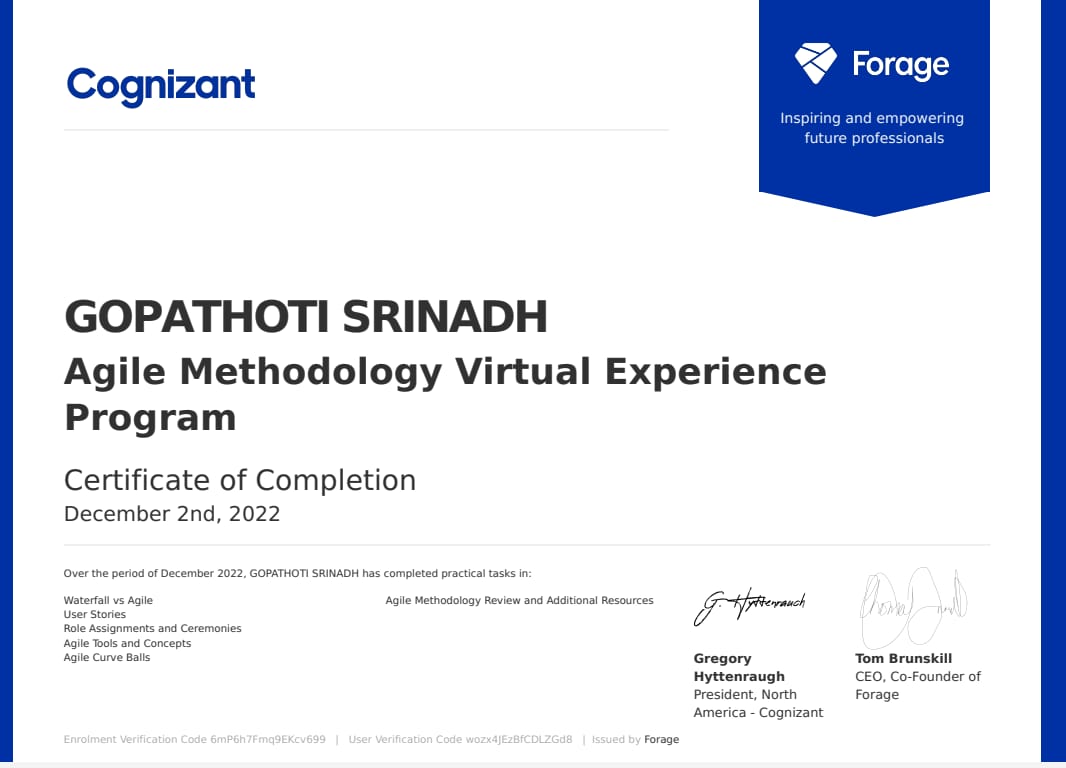 Cognizant
Forage
Inspiring and empowering
future professionals
GOPATHOTI SRINADH
Agile Methodology Virtual Experience
Program
Certificate of Completion
December 2nd, 2022
Over the period of December 2022, GOPATHOTI SRINADH has completed practical tasks in:
Waterfall vs Agile
User Stories
Role Assignments and Ceremonies
Agile Tools and Concepts
Agile Curve Balls
Agile Methodology Review and Additional Resources
G. Hyttenrauch
Gregory
Hyttenraugh
President, North
America - Cognizant
Tom Brunskill
CEO, Co-Founder of
Forage
Enrolment Verification Code 6mP6h7Fmq9EKcv699 | User Verification Code wozx4JEzBfCDLZGd8 | Issued by Forage